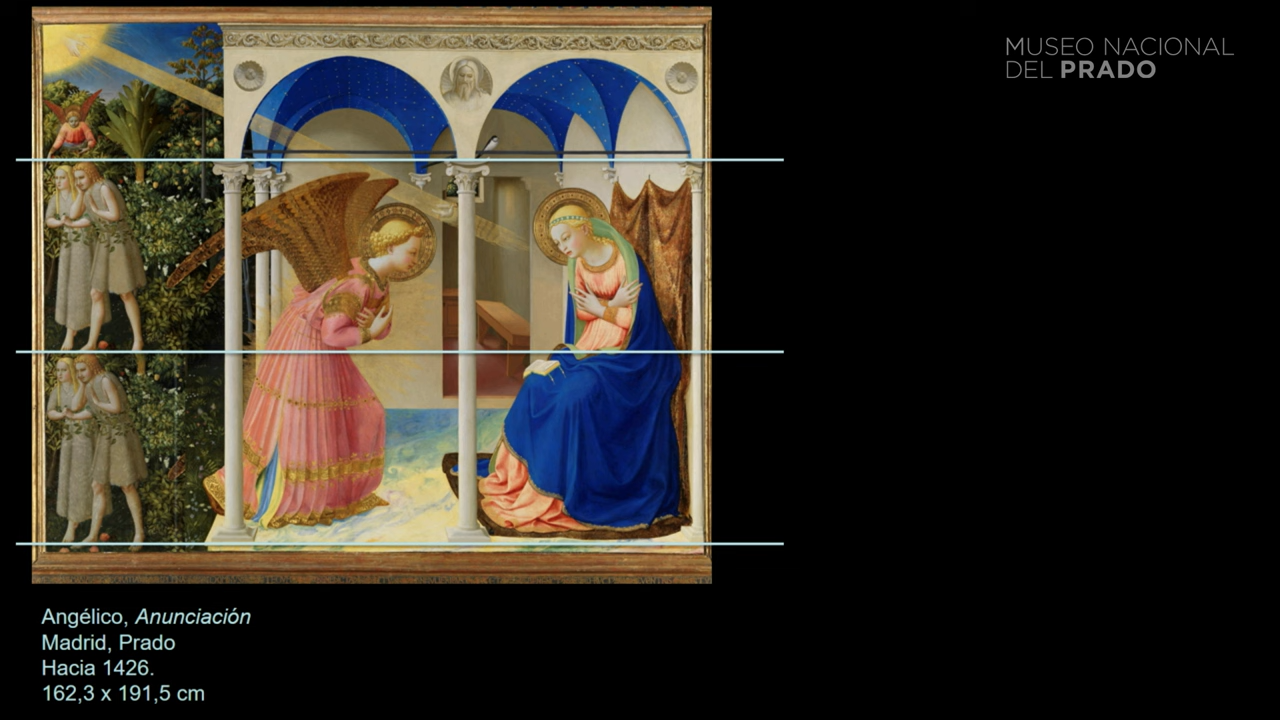 MUSEO NACIONAL
DEL PRADO
Angélico, Anunciación
Madrid, Prado
Hacia 1426.
162,3 x 191,5 cm